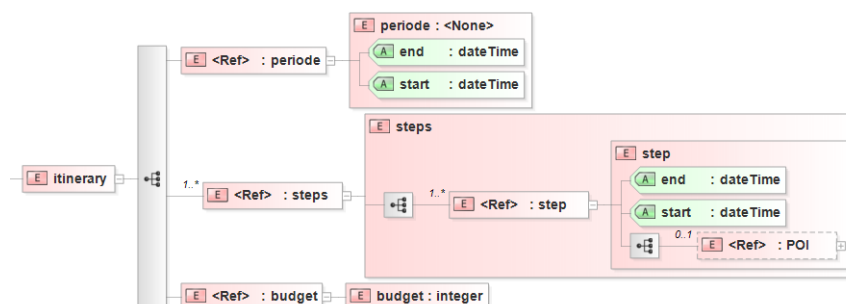 E periode : <None>
A end : dateTime
E <Ref> : periode
A start : dateTime
E steps
E step
E itinerary
1..*
E <Ref> : steps
1..*
E <Ref> : step
A end : dateTime
A start : dateTime
0..1
E <Ref> : POI
E <Ref> : budget
E budget : integer